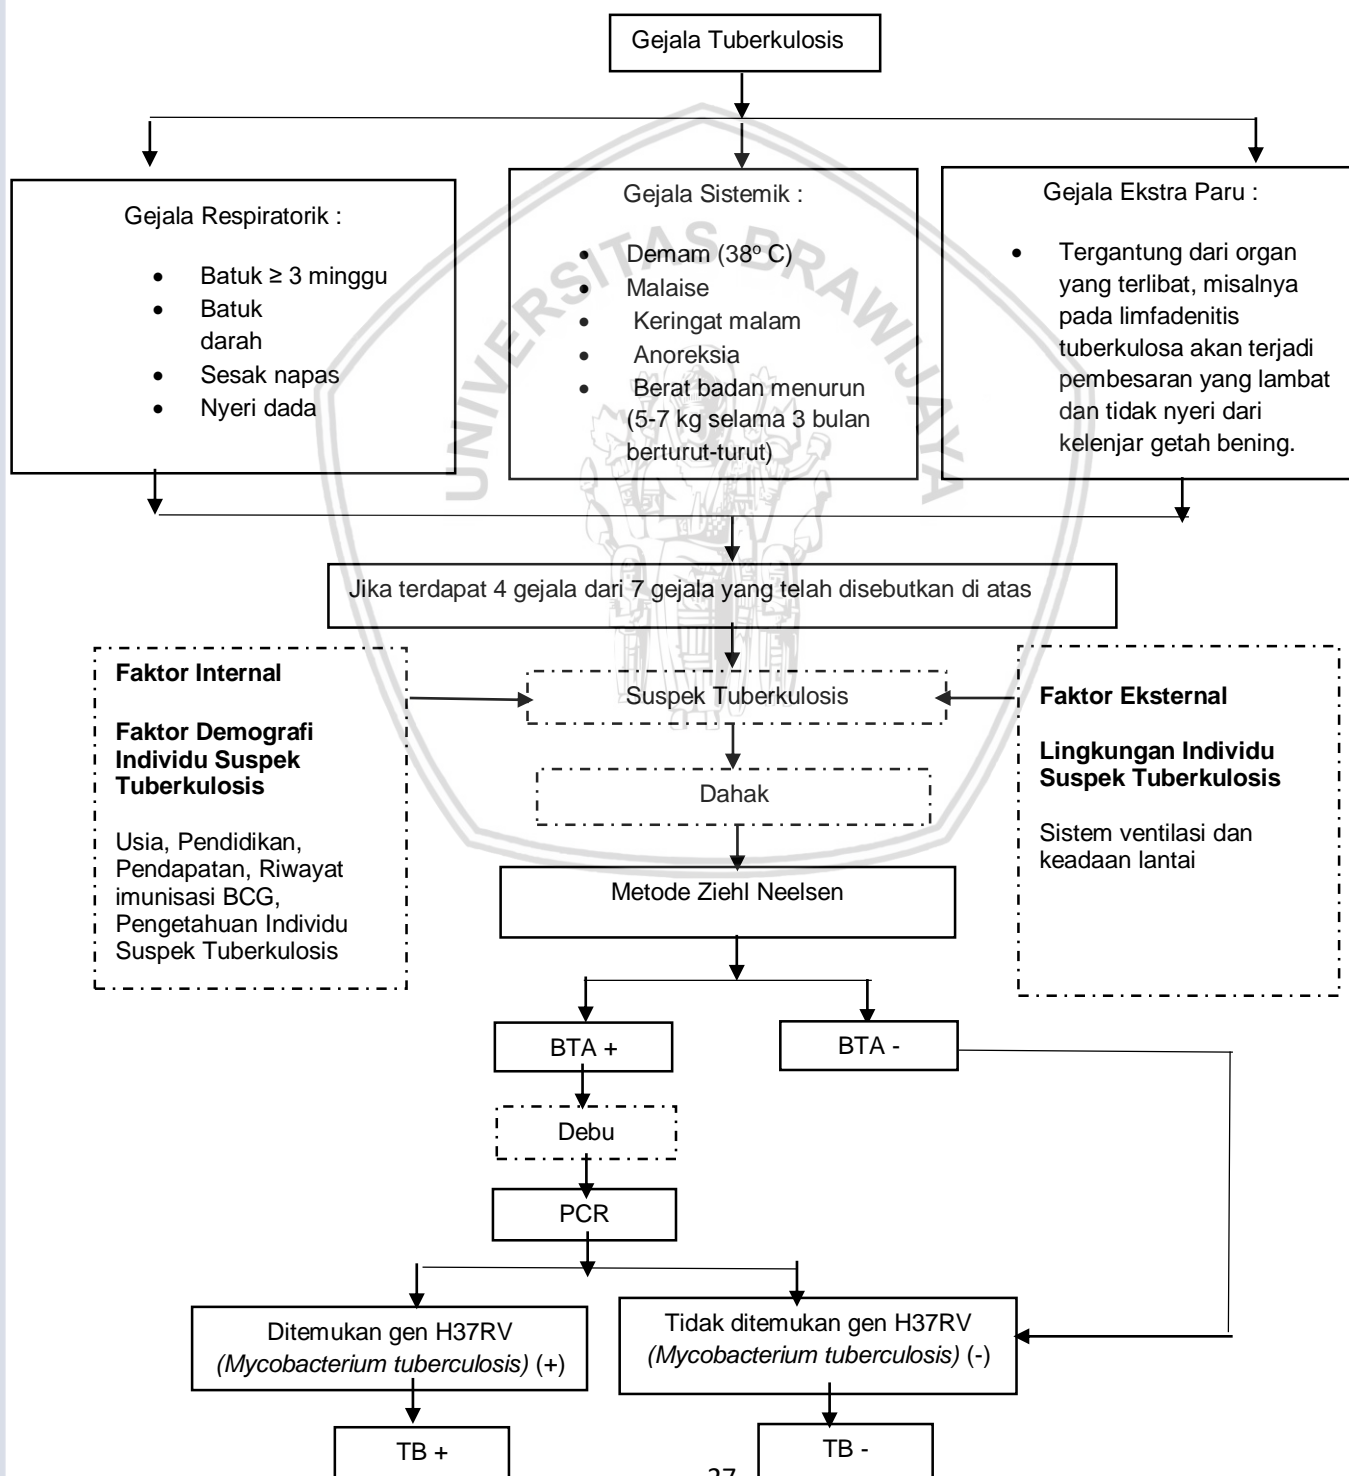 Gejala Tuberkulosis
Gejala Respiratorik :
• Batuk ≥ 3 minggu
• Batuk
darah
• Sesak napas
• Nyeri dada
Gejala Sistemik :
• Demam (38º C)
• Malaise
• Keringat malam
• Anoreksia
• Berat badan menurun
(5-7 kg selama 3 bulan
berturut-turut)
Gejala Ekstra Paru :
• Tergantung dari organ
yang terlibat, misalnya
pada limfadenitis
tuberkulosa akan terjadi
pembesaran yang lambat
dan tidak nyeri dari
kelenjar getah bening.
UNIVERSITAS BRAWIJAYA
Jika terdapat 4 gejala dari 7 gejala yang telah disebutkan di atas
Faktor Internal
Faktor Demografi
Individu Suspek
Tuberkulosis
Usia, Pendidikan,
Pendapatan, Riwayat
imunisasi BCG,
Pengetahuan Individu
Suspek Tuberkulosis
Suspek Tuberkulosis
Dahak
Faktor Eksternal
Lingkungan Individu
Suspek Tuberkulosis
Sistem ventilasi dan
keadaan lantai
Metode Ziehl Neelsen
BTA +
BTA -
Debu
PCR
Ditemukan gen H37RV
(Mycobacterium tuberculosis) (+)
Tidak ditemukan gen H37RV
(Mycobacterium tuberculosis) (-)
TB +
TB -
27